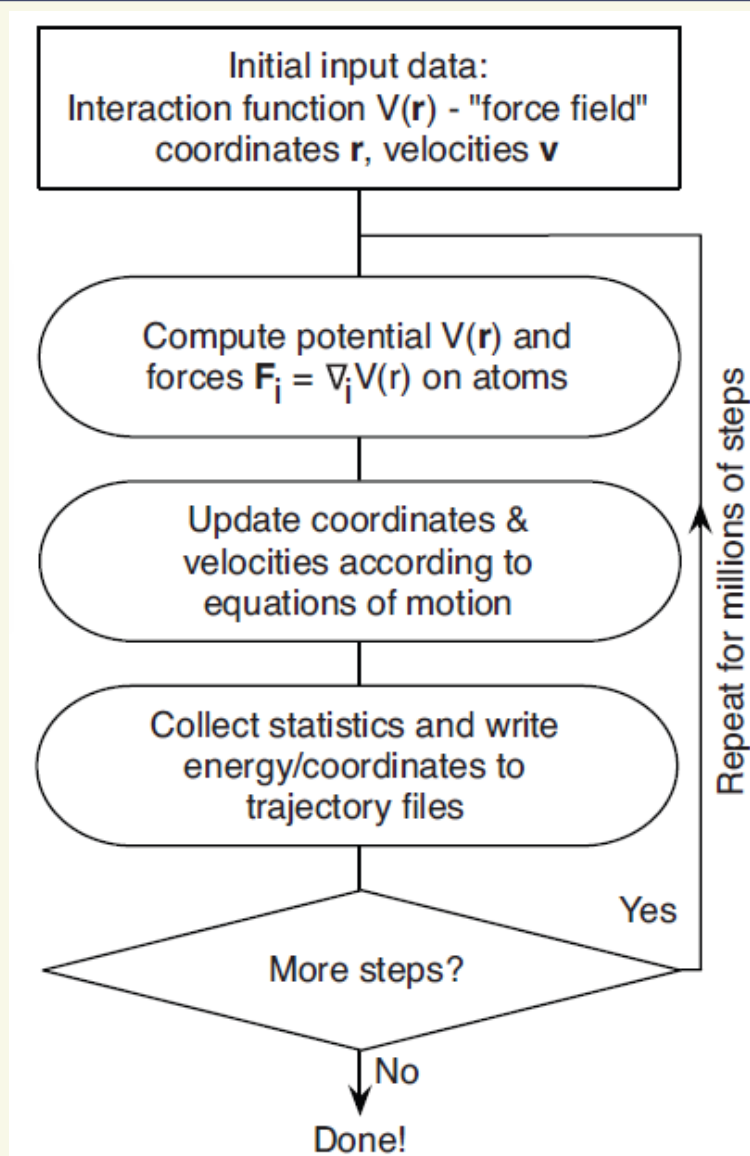 Initial input data:
Interaction function V(r) - "force field"
coordinates r, velocities v
Compute potential V(r) and
forces Fi = ∇iV(r) on atoms
Update coordinates &
velocities according to
equations of motion
Collect statistics and write
energy/coordinates to
trajectory files
More steps?
Yes
Repeat for millions of steps
No
Done!